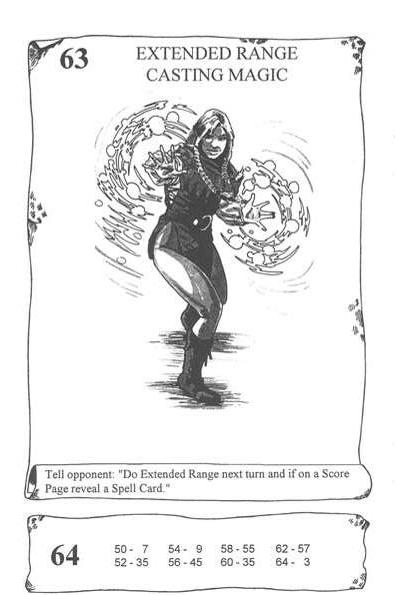 63
EXTENDED RANGE
CASTING MAGIC
Tell opponent: "Do Extended Range next turn and if on a Score
Page reveal a Spell Card."
64
50 - 7 54 - 9 58 - 55 62 - 57
52 - 35 56 - 45 60 - 35 64 - 3